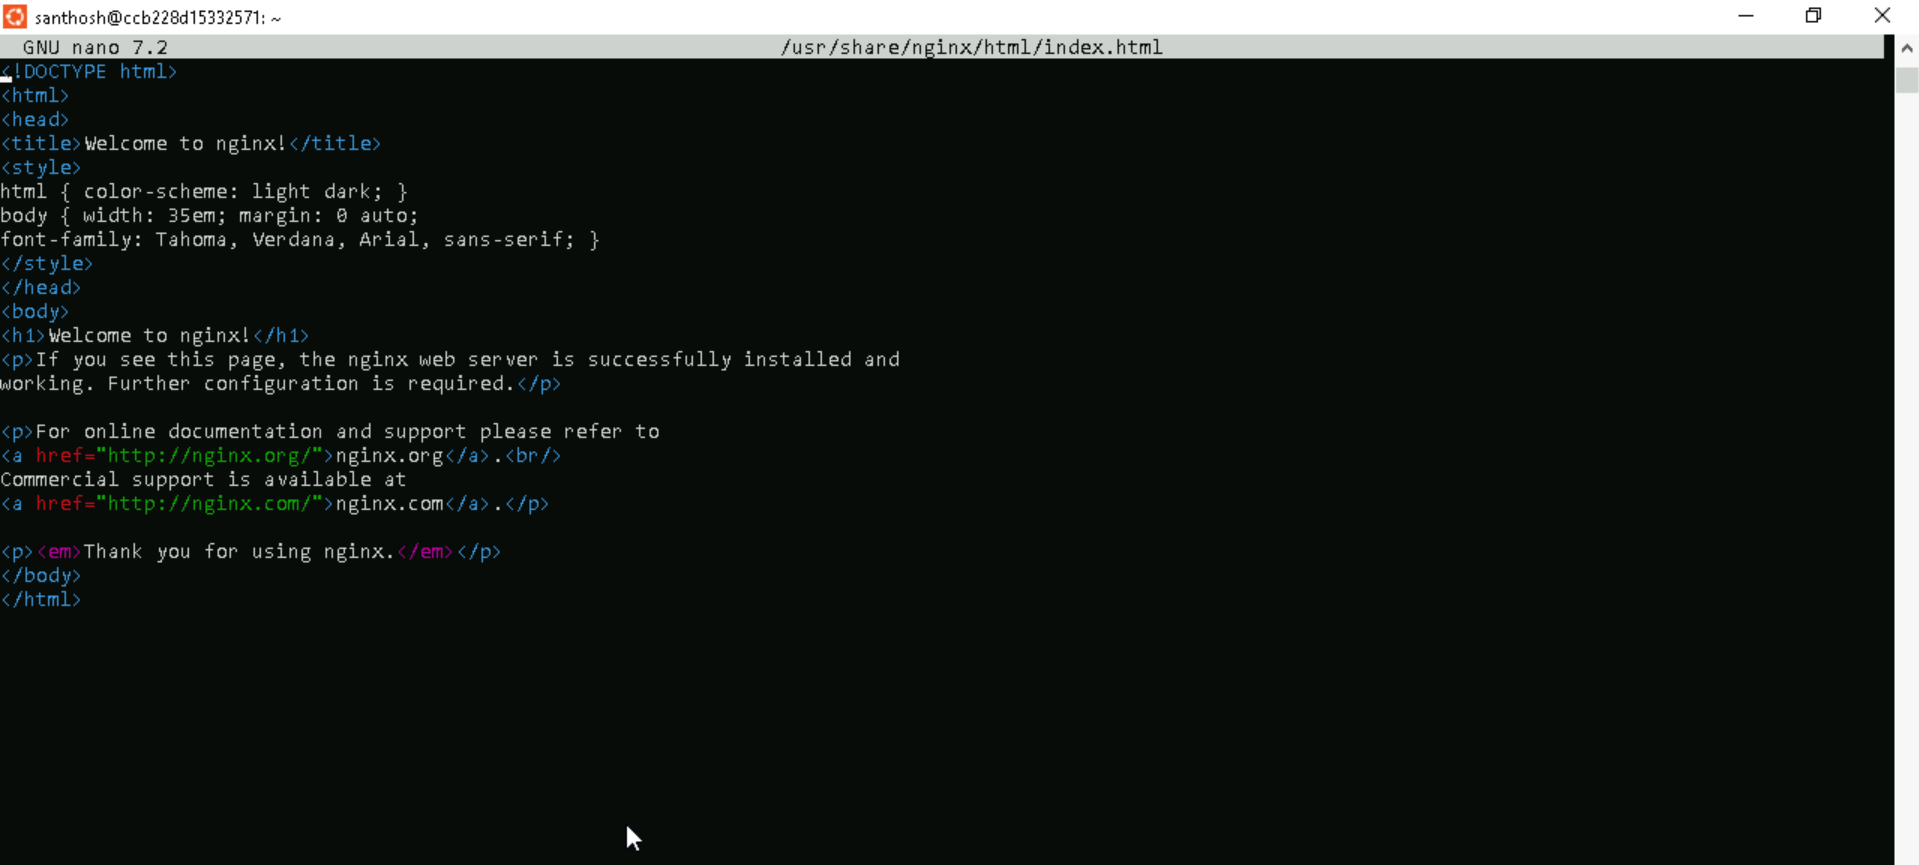 santhosh@ccb228d15332571: ~
GNU nano 7.2 /usr/share/nginx/html/index.html
<!DOCTYPE html>
<html>
<head>
<title>Welcome to nginx!</title>
<style>
html { color-scheme: light dark; }
body { width: 35em; margin: 0 auto;
font-family: Tahoma, Verdana, Arial, sans-serif; }
</style>
</head>
<body>
<h1>Welcome to nginx!</h1>
<p>If you see this page, the nginx web server is successfully installed and
working. Further configuration is required.</p>

<p>For online documentation and support please refer to
<a href="http://nginx.org/">nginx.org</a>.<br/>
Commercial support is available at
<a href="http://nginx.com/">nginx.com</a>.</p>

<p><em>Thank you for using nginx.</em></p>
</body>
</html>